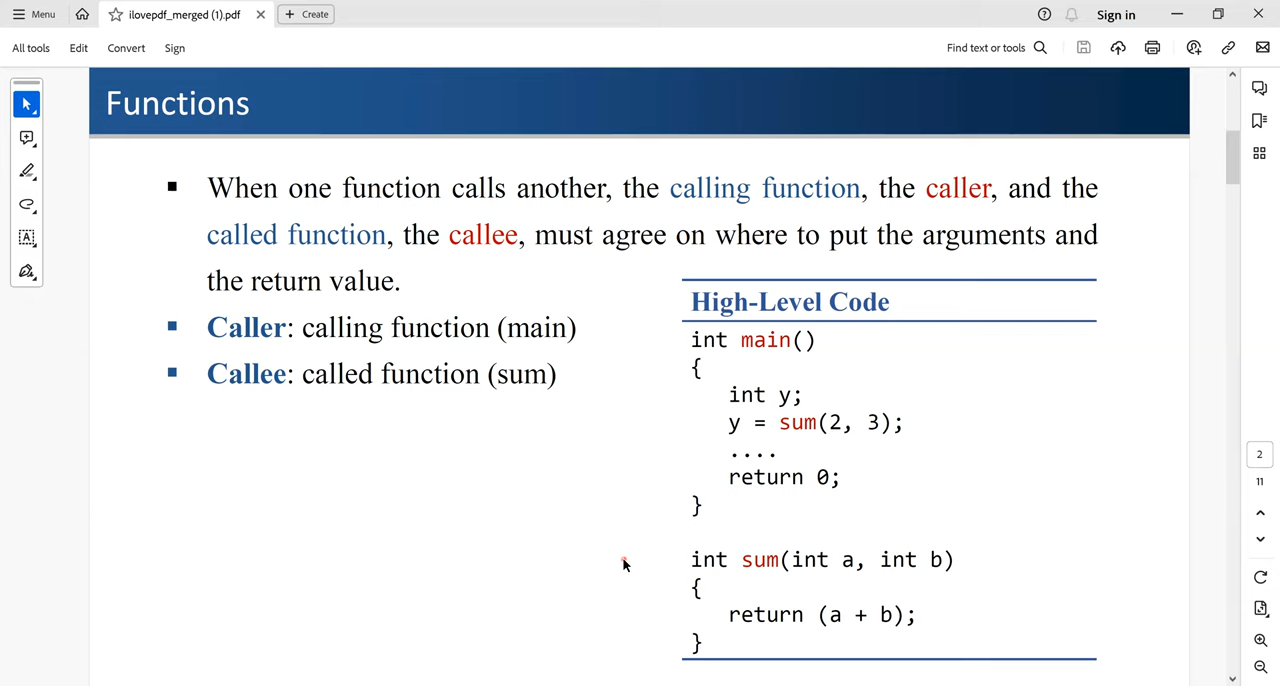 Menu
ilovepdf_merged (1).pdf
Create
Sign in
All tools
Edit
Convert
Sign
Find text or tools
Functions
When one function calls another, the calling function, the caller, and the
called function, the callee, must agree on where to put the arguments and
the return value.
Caller: calling function (main)
Callee: called function (sum)
High-Level Code
int main()
{
int y;
y = sum(2, 3);
....
return 0;
}
int sum(int a, int b)
{
return (a + b);
}
2
11